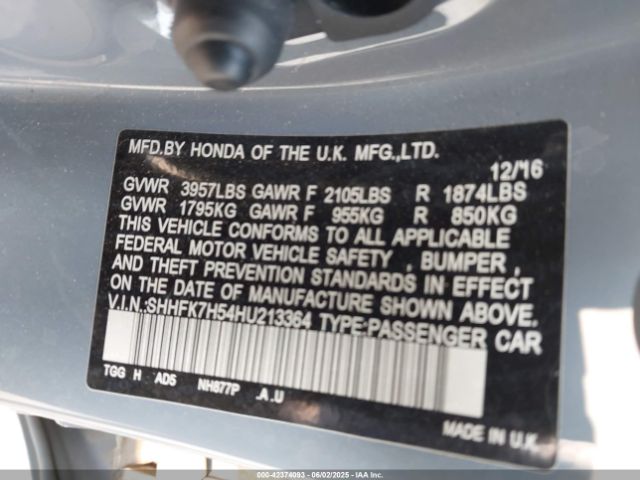 MFD.BY HONDA OF THE U.K. MFG.,LTD.
12/16
GVWR 3957LBS GAWR F 2105LBS R 1874LBS
GVWR 1795KG GAWR F 955KG R 850KG
THIS VEHICLE CONFORMS TO ALL APPLICABLE
FEDERAL MOTOR VEHICLE SAFETY , BUMPER ,
AND THEFT PREVENTION STANDARDS IN EFFECT
ON THE DATE OF MANUFACTURE SHOWN ABOVE.
V.I.N.:SHHFK7H54HU213364 TYPE:PASSENGER CAR
TGG H AD5 NH877P .A .U
MADE IN U.K.
000-42374093 - 06/02/2025 - IAA Inc.